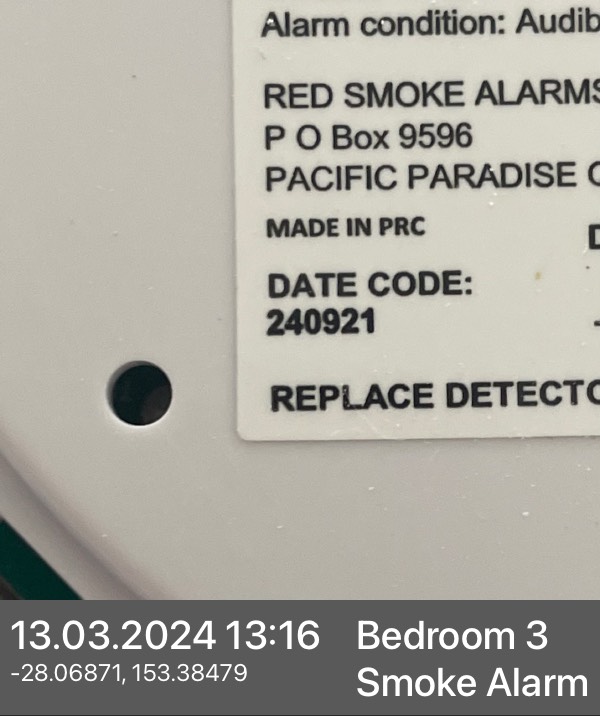 Alarm condition: Audib
RED SMOKE ALARMS
P O Box 9596
PACIFIC PARADISE
MADE IN PRC
DATE CODE:
240921
REPLACE DETECTO
13.03.2024 13:16
-28.06871, 153.38479
Bedroom 3
Smoke Alarm